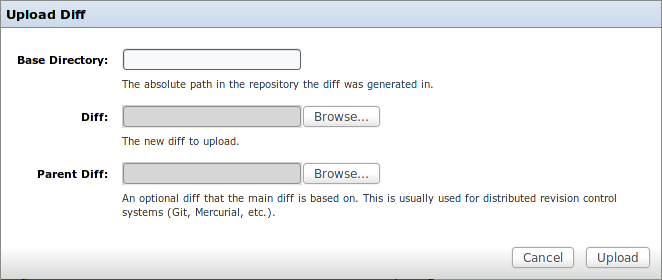 Upload Diff
Base Directory:
The absolute path in the repository the diff was generated in.
Diff: Browse...
The new diff to upload.
Parent Diff: Browse...
An optional diff that the main diff is based on. This is usually used for distributed revision control
systems (Git, Mercurial, etc.).
Cancel Upload